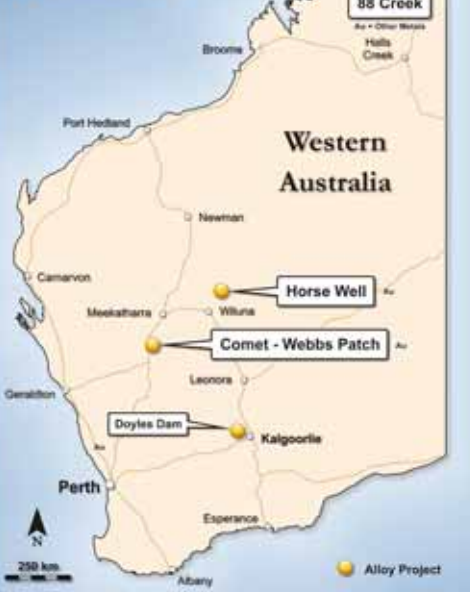 88 Creek
Au • Other Metals
Halls
Creek
Broome
Port Hedland
Western
Australia
Newman
Carnarvon
Horse Well
Au
Meekatharra
Wiluna
Comet - Webbs Patch
Au
Leonora
Geraldton
Doyles Dam
Kalgoorlie
Au
Perth
Esperance
N
250 km
Albany
Alloy Project